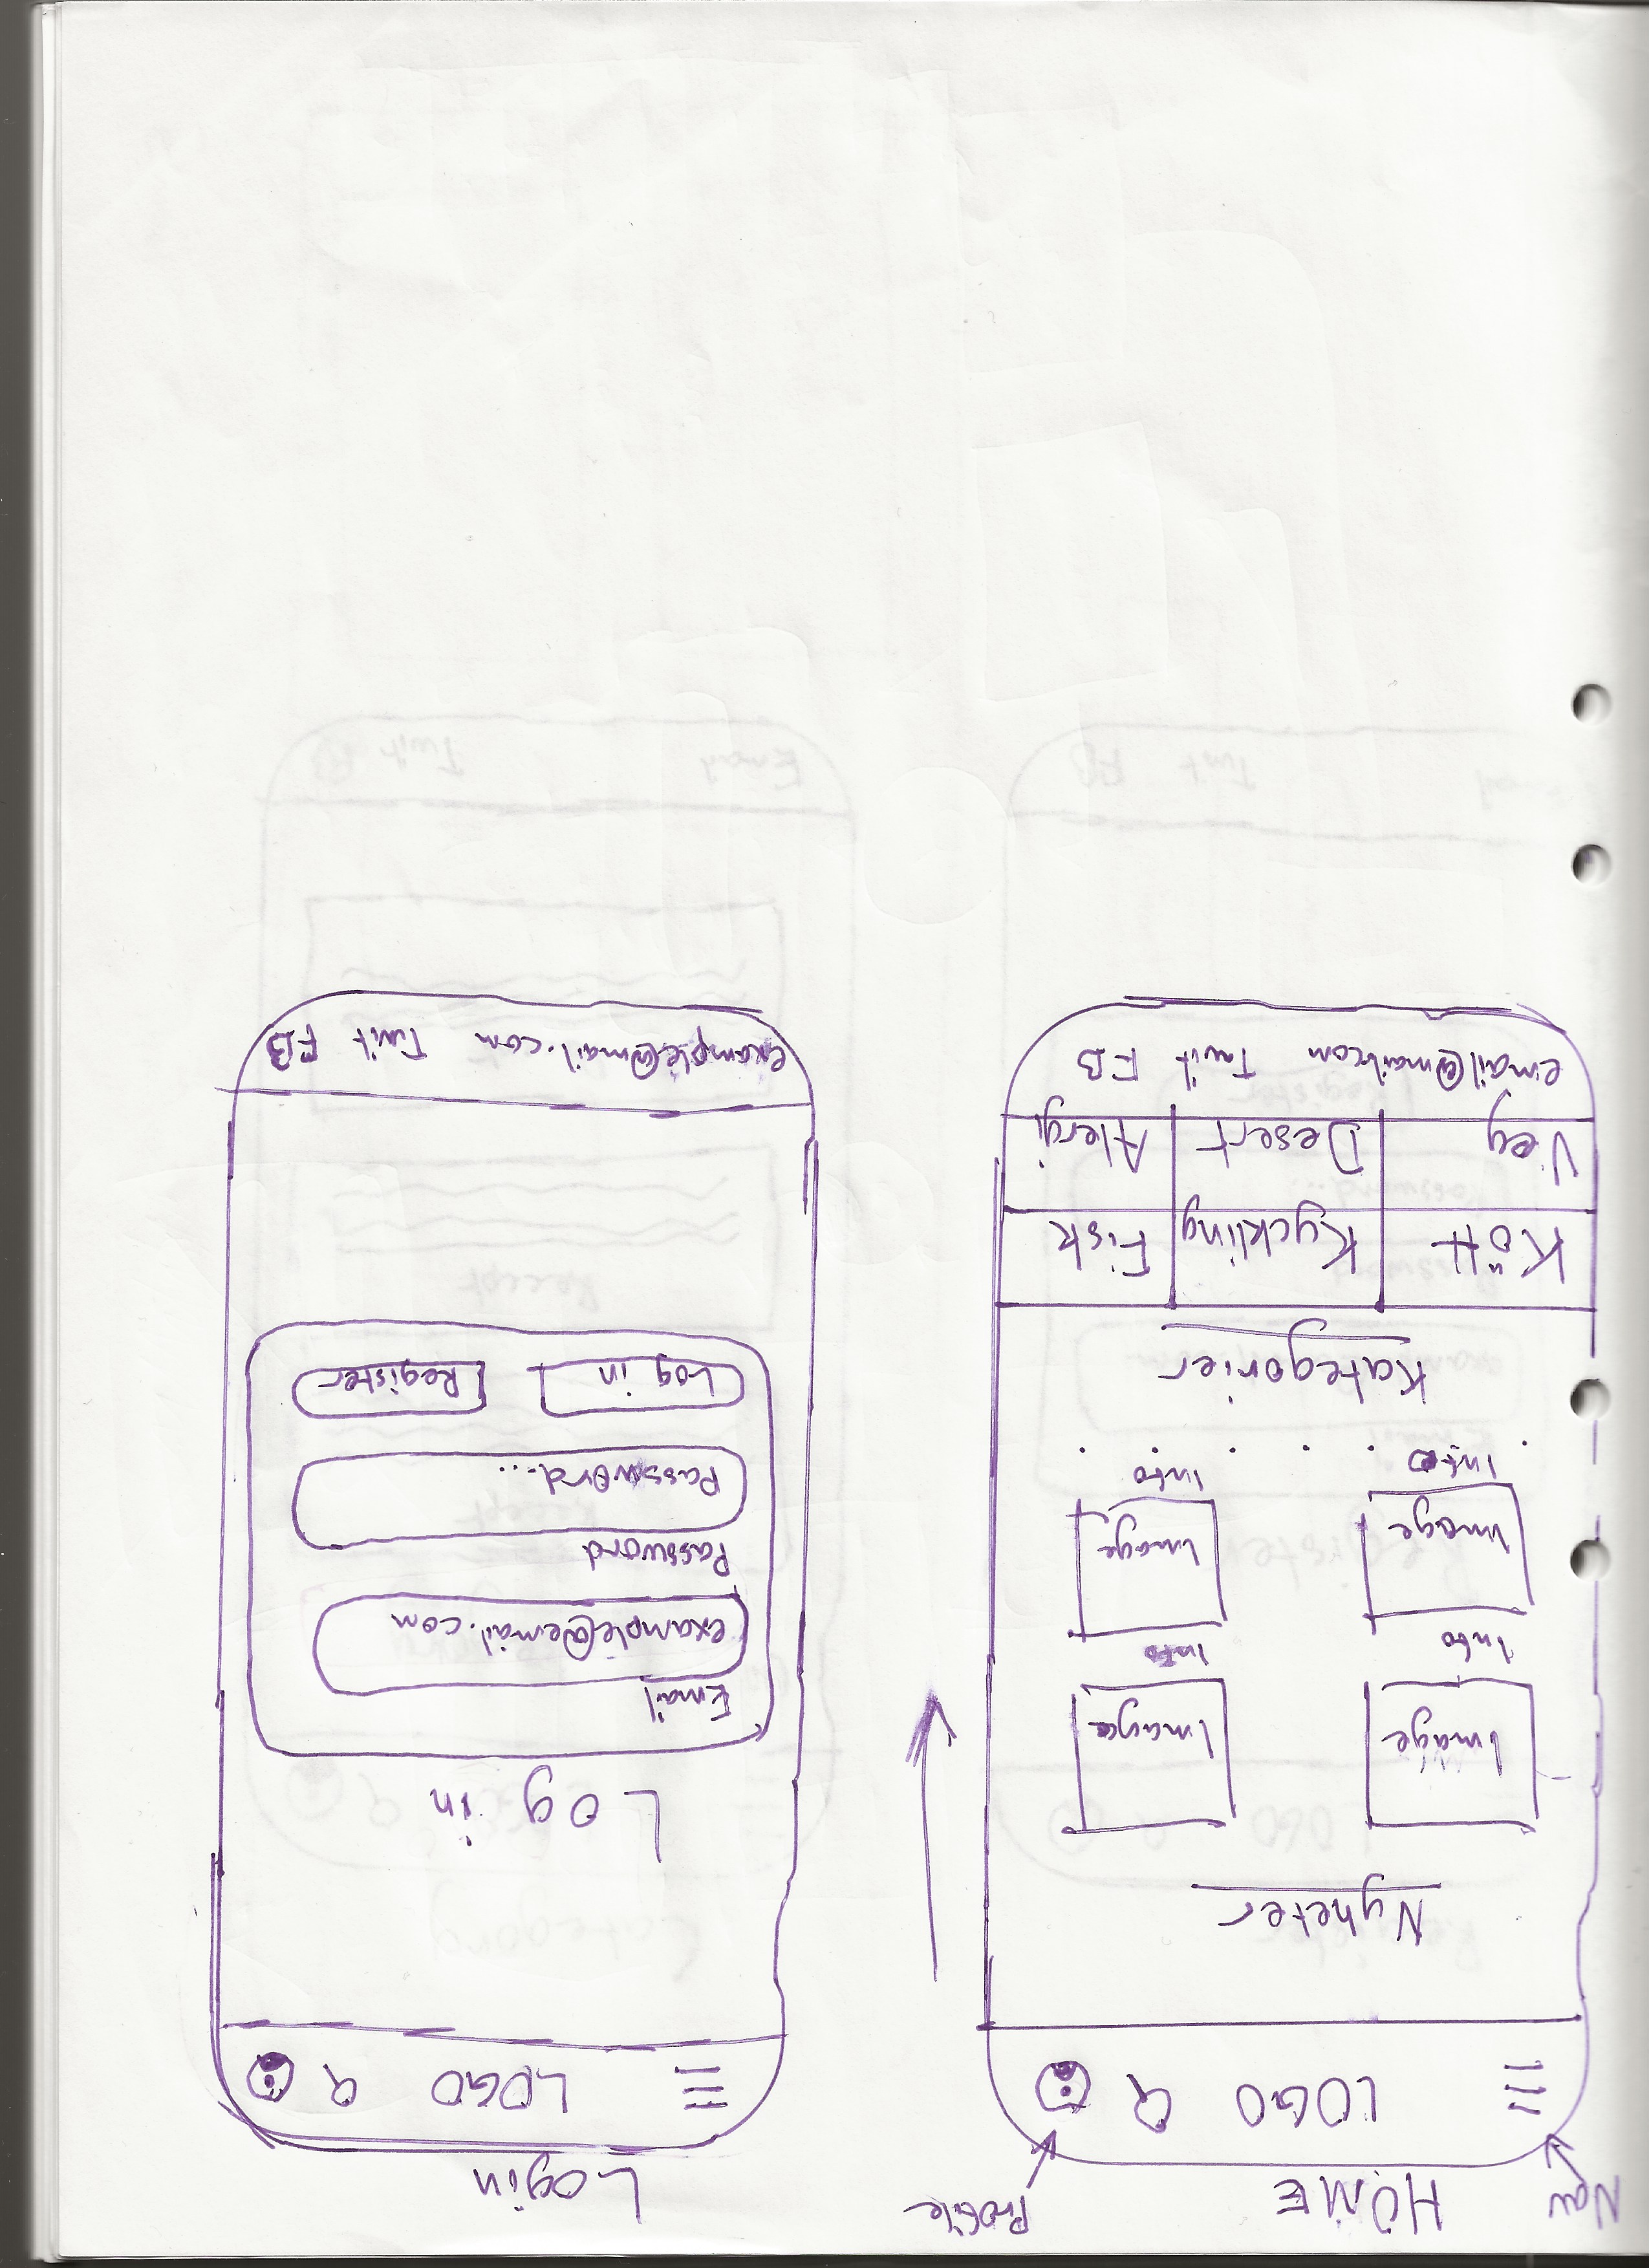 Nav HOME Profile
LOGO
Nyheter
Image Image
Info Info
Image Image
Info Info
Kategorier
Kött Kyckling Fisk
Veg Desert Alergi
email@mail.com Twit FB
Login
LOGO
Log in
Email
example@email.com
Password
Password...
Log in Register
example@mail.com Twit FB